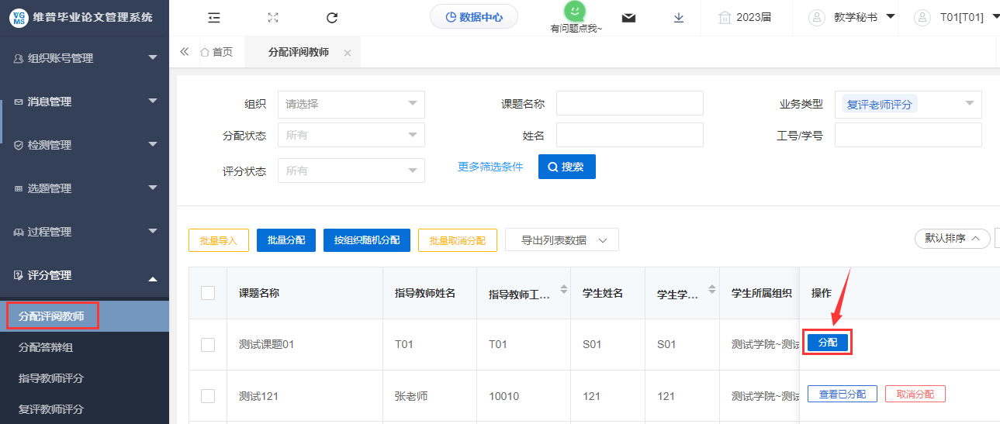 VGMS 维普毕业论文管理系统
数据中心
有问题点我~
2023届
教学秘书
T01[T01]
组织账号管理
消息管理
检测管理
选题管理
过程管理
评分管理
分配评阅教师
分配答辩组
指导教师评分
复评教师评分
首页
分配评阅教师
组织 请选择 课题名称 业务类型 复评老师评分
分配状态 所有 姓名 工号/学号
评分状态 所有 更多筛选条件 搜索
批量导入 批量分配 按组织随机分配 批量取消分配 导出列表数据 默认排序
课题名称 指导教师姓名 指导教师工... 学生姓名 学生学... 学生所属组织 操作
测试课题01 T01 T01 S01 S01 测试学院~测 分配
测试121 张老师 10010 121 121 测试学院~测 查看已分配 取消分配